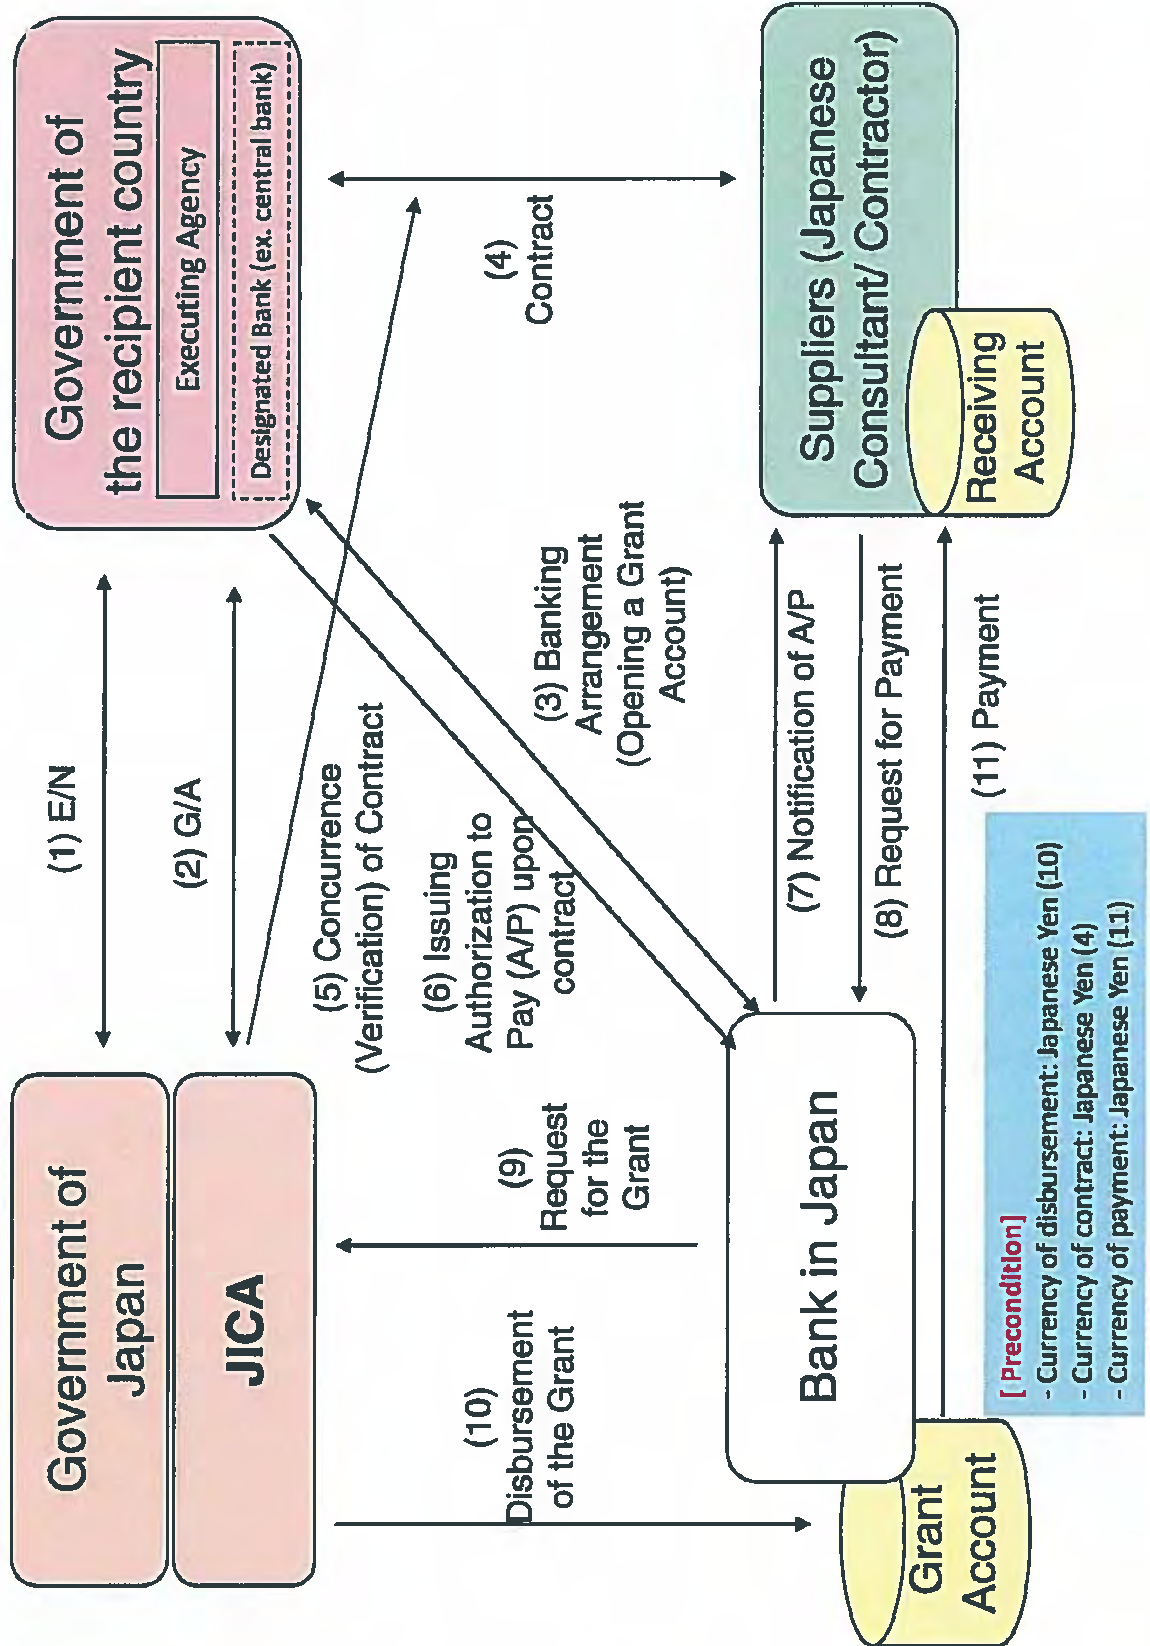 Government of
Japan
JICA
(1) E/N
(2) G/A
Government of
the recipient country
Executing Agency
Designated Bank (ex. central bank)
(5) Concurrence
(Verification) of Contract
(6) Issuing
Authorization to
Pay (A/P) upon
contract
(3) Banking
Arrangement
(Opening a Grant
Account)
(4)
Contract
(9)
Request
for the
Grant
(10)
Disbursement
of the Grant
Bank in Japan
Grant
Account
(7) Notification of A/P
(8) Request for Payment
(11) Payment
Suppliers (Japanese
Consultant/ Contractor)
Receiving
Account
[ Precondition]
- Currency of disbursement: Japanese Yen (10)
- Currency of contract: Japanese Yen (4)
- Currency of payment: Japanese Yen (11)